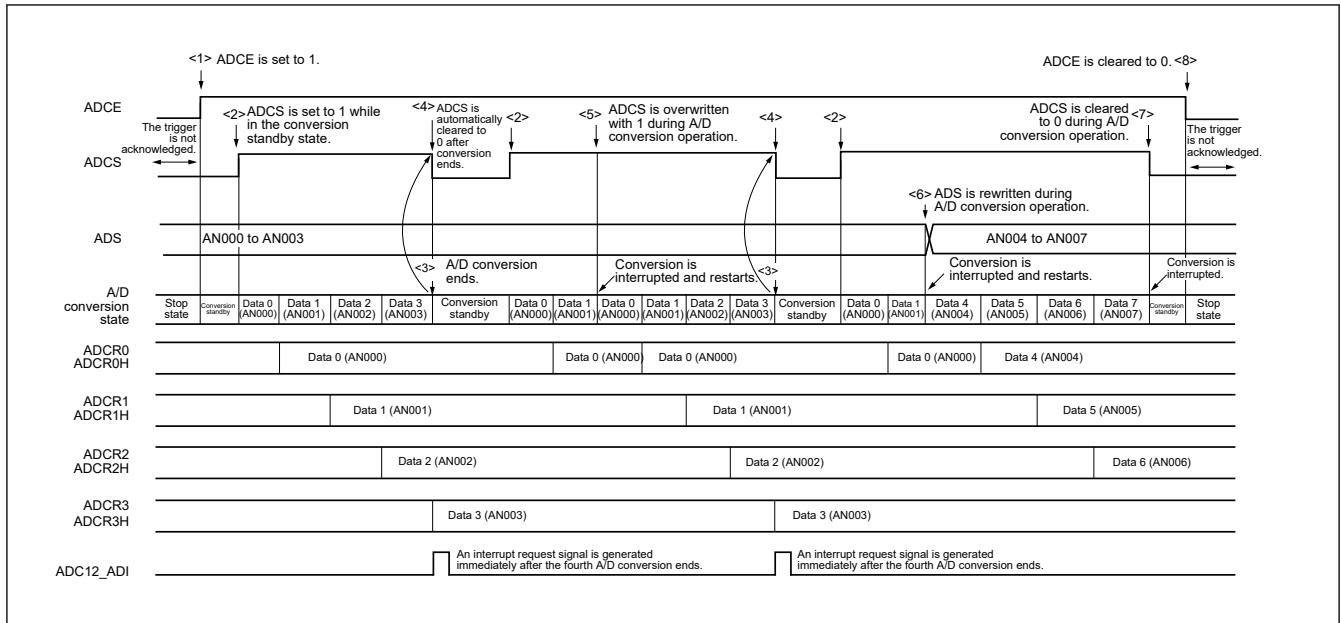 <1> ADCE is set to 1.
ADCE is cleared to 0. <8>
ADCE
The trigger
is not
acknowledged.
<2> ADCS is set to 1 while
in the conversion
standby state.
<4> ADCS is
automatically
cleared to
0 after
conversion
ends.
<2>
<5> ADCS is overwritten
with 1 during A/D
conversion operation.
<4>
<2>
ADCS is cleared
to 0 during A/D
conversion operation.
<7>
The trigger
is not
acknowledged.
ADCS
<6> ADS is rewritten during
A/D conversion operation.
ADS
AN000 to AN003
AN004 to AN007
<3>
A/D conversion
ends.
Conversion is
interrupted and restarts.
<3>
Conversion is
interrupted and restarts.
Conversion is
interrupted.
A/D
conversion
state
Stop
state
Conversion
standby
Data 0
(AN000)
Data 1
(AN001)
Data 2
(AN002)
Data 3
(AN003)
Conversion
standby
Data 0
(AN000)
Data 1
(AN001)
Data 0
(AN000)
Data 1
(AN001)
Data 2
(AN002)
Data 3
(AN003)
Conversion
standby
Data 0
(AN000)
Data 1
(AN001)
Data 4
(AN004)
Data 5
(AN005)
Data 6
(AN006)
Data 7
(AN007)
Conversion
standby
Stop
state
ADCR0
ADCR0H
Data 0 (AN000)
Data 0 (AN000)
Data 0 (AN000)
Data 0 (AN000)
Data 4 (AN004)
ADCR1
ADCR1H
Data 1 (AN001)
Data 1 (AN001)
Data 5 (AN005)
ADCR2
ADCR2H
Data 2 (AN002)
Data 2 (AN002)
Data 6 (AN006)
ADCR3
ADCR3H
Data 3 (AN003)
Data 3 (AN003)
ADC12_ADI
An interrupt request signal is generated
immediately after the fourth A/D conversion ends.
An interrupt request signal is generated
immediately after the fourth A/D conversion ends.